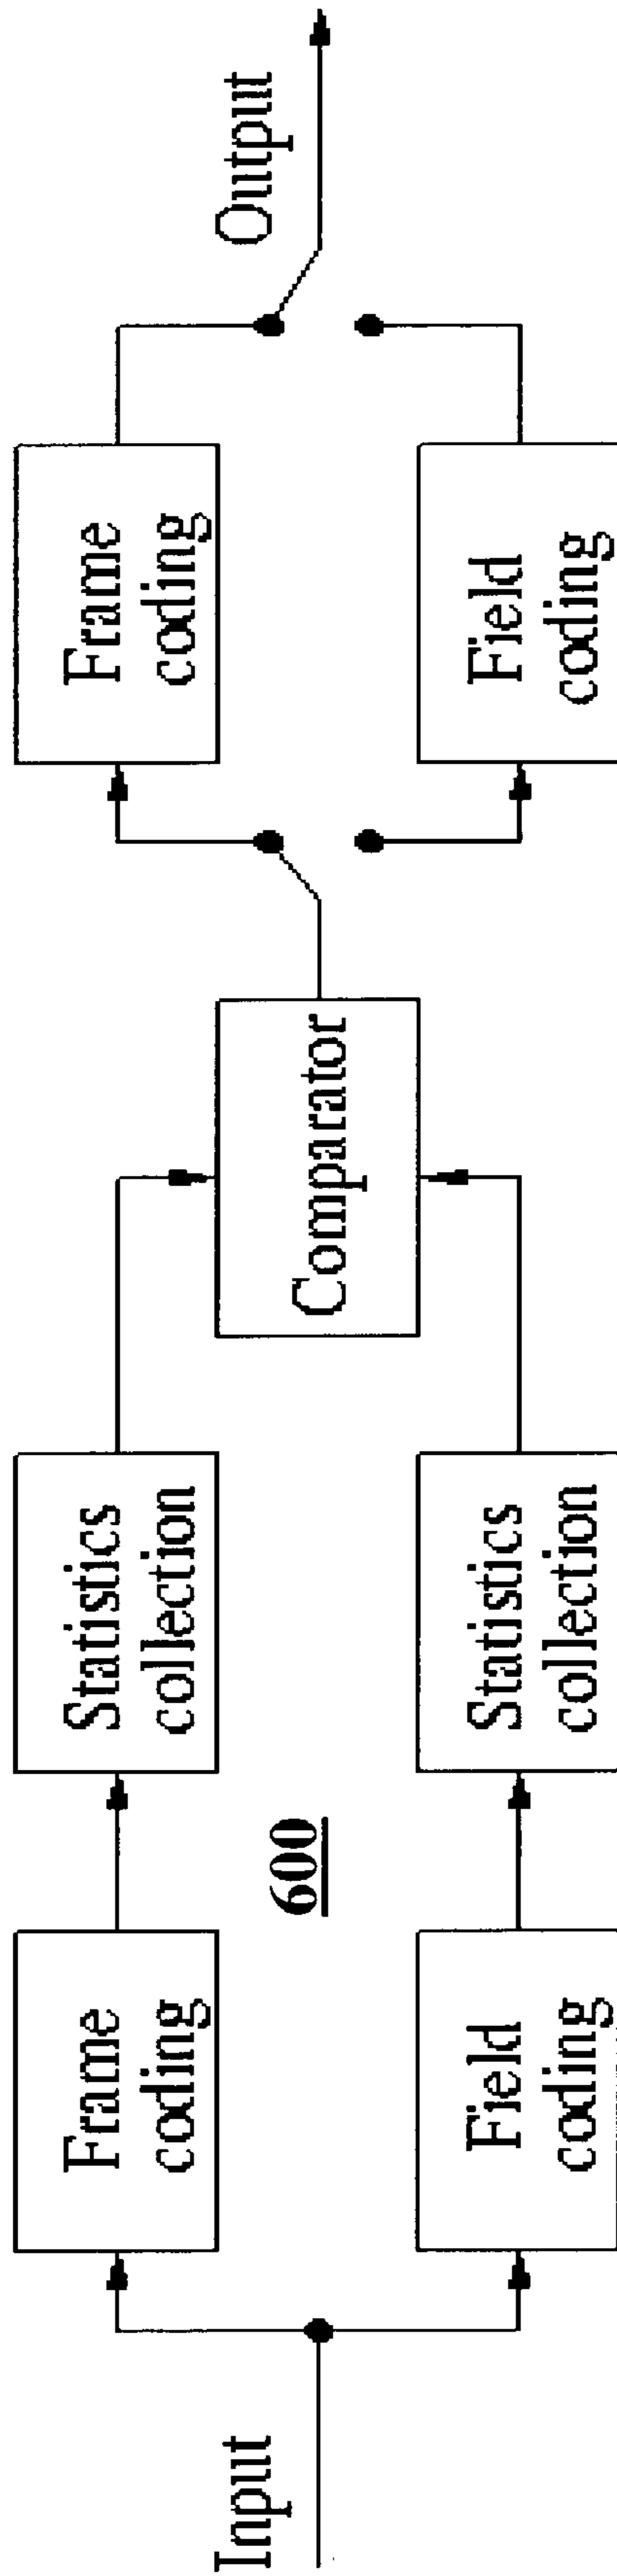 Input
Frame
coding
Field
coding
600
Statistics
collection
Statistics
collection
Comparator
Frame
coding
Field
coding
Output